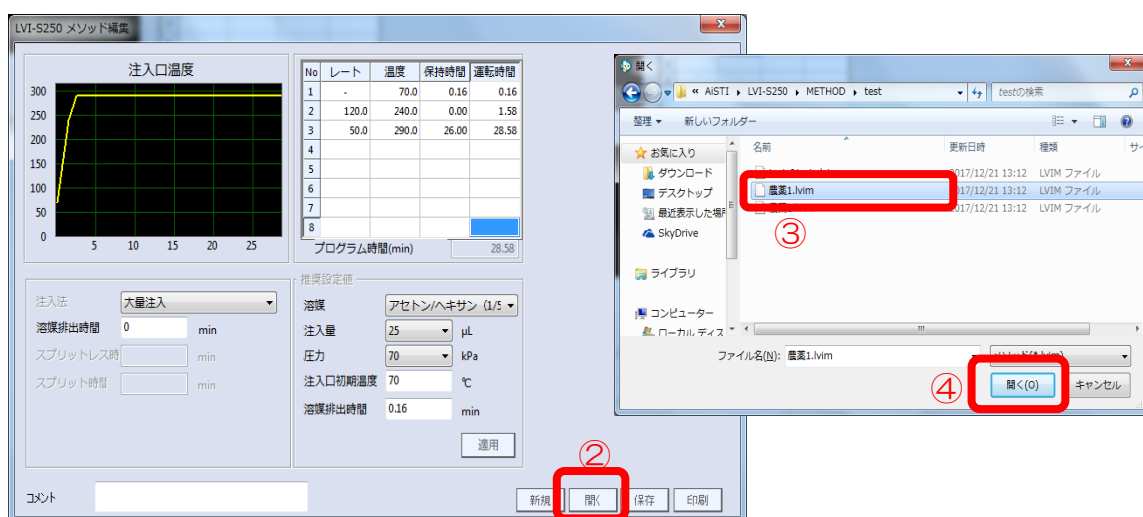 LVI-S250 メソッド編集
注入口温度
300
250
200
150
100
50
0
5 10 15 20 25
No レート 温度 保持時間 運転時間
1 - 70.0 0.16 0.16
2 120.0 240.0 0.00 1.58
3 50.0 290.0 26.00 28.58
4
5
6
7
8
プログラム時間(min) 28.58
注入法 大量注入
溶媒排出時間 0 min
スプリットレス時 min
スプリット時間 min
推奨設定値
溶媒 アセトン/ヘキサン (1/5
注入量 25 µL
圧力 70 kPa
注入口初期温度 70 ℃
溶媒排出時間 0.16 min
適用
②
コメント
新規 開く 保存 印刷
開く
« AiSTI ▸ LVI-S250 ▸ METHOD ▸ test
testの検索
整理 新しいフォルダー
名前 更新日時 種類 サ
お気に入り
ダウンロード
デスクトップ
最近表示した場所
SkyDrive
ライブラリ
コンピューター
ローカル ディス
2017/12/21 13:12 LVIM ファイル
農薬1.lvim 2017/12/21 13:12 LVIM ファイル
2017/12/21 13:12 LVIM ファイル
③
ファイル名(N): 農薬1.lvim
④
開く(O) キャンセル